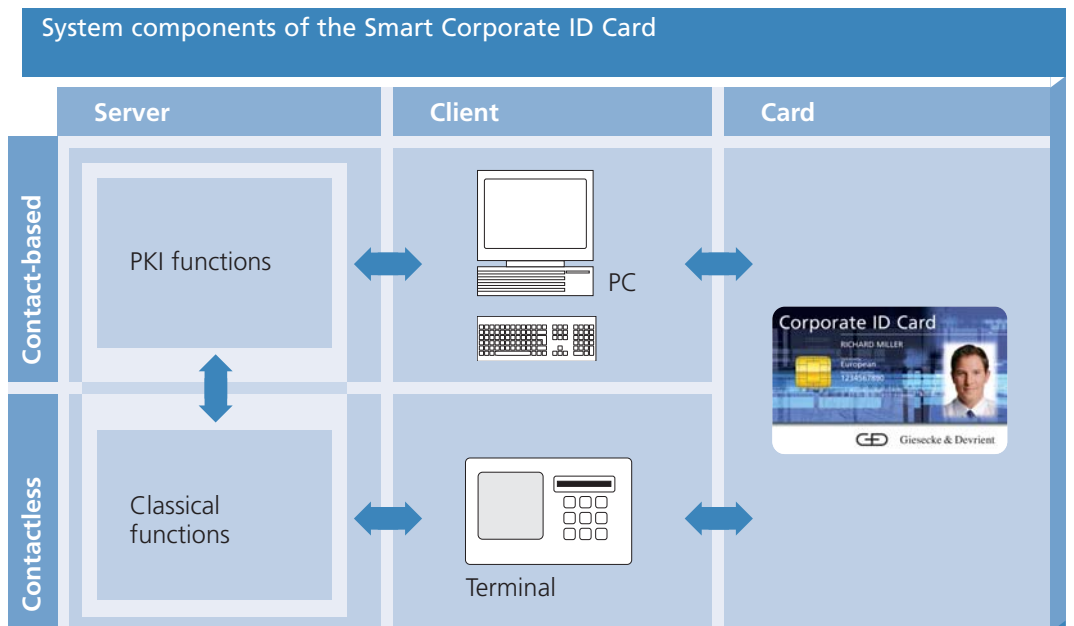 System components of the Smart Corporate ID Card
Server
Client
Card
Contact-based
PKI functions
PC
Corporate ID Card
RICHARD MILLER
European
1234567890
Giesecke & Devrient
Contactless
Classical
functions
Terminal